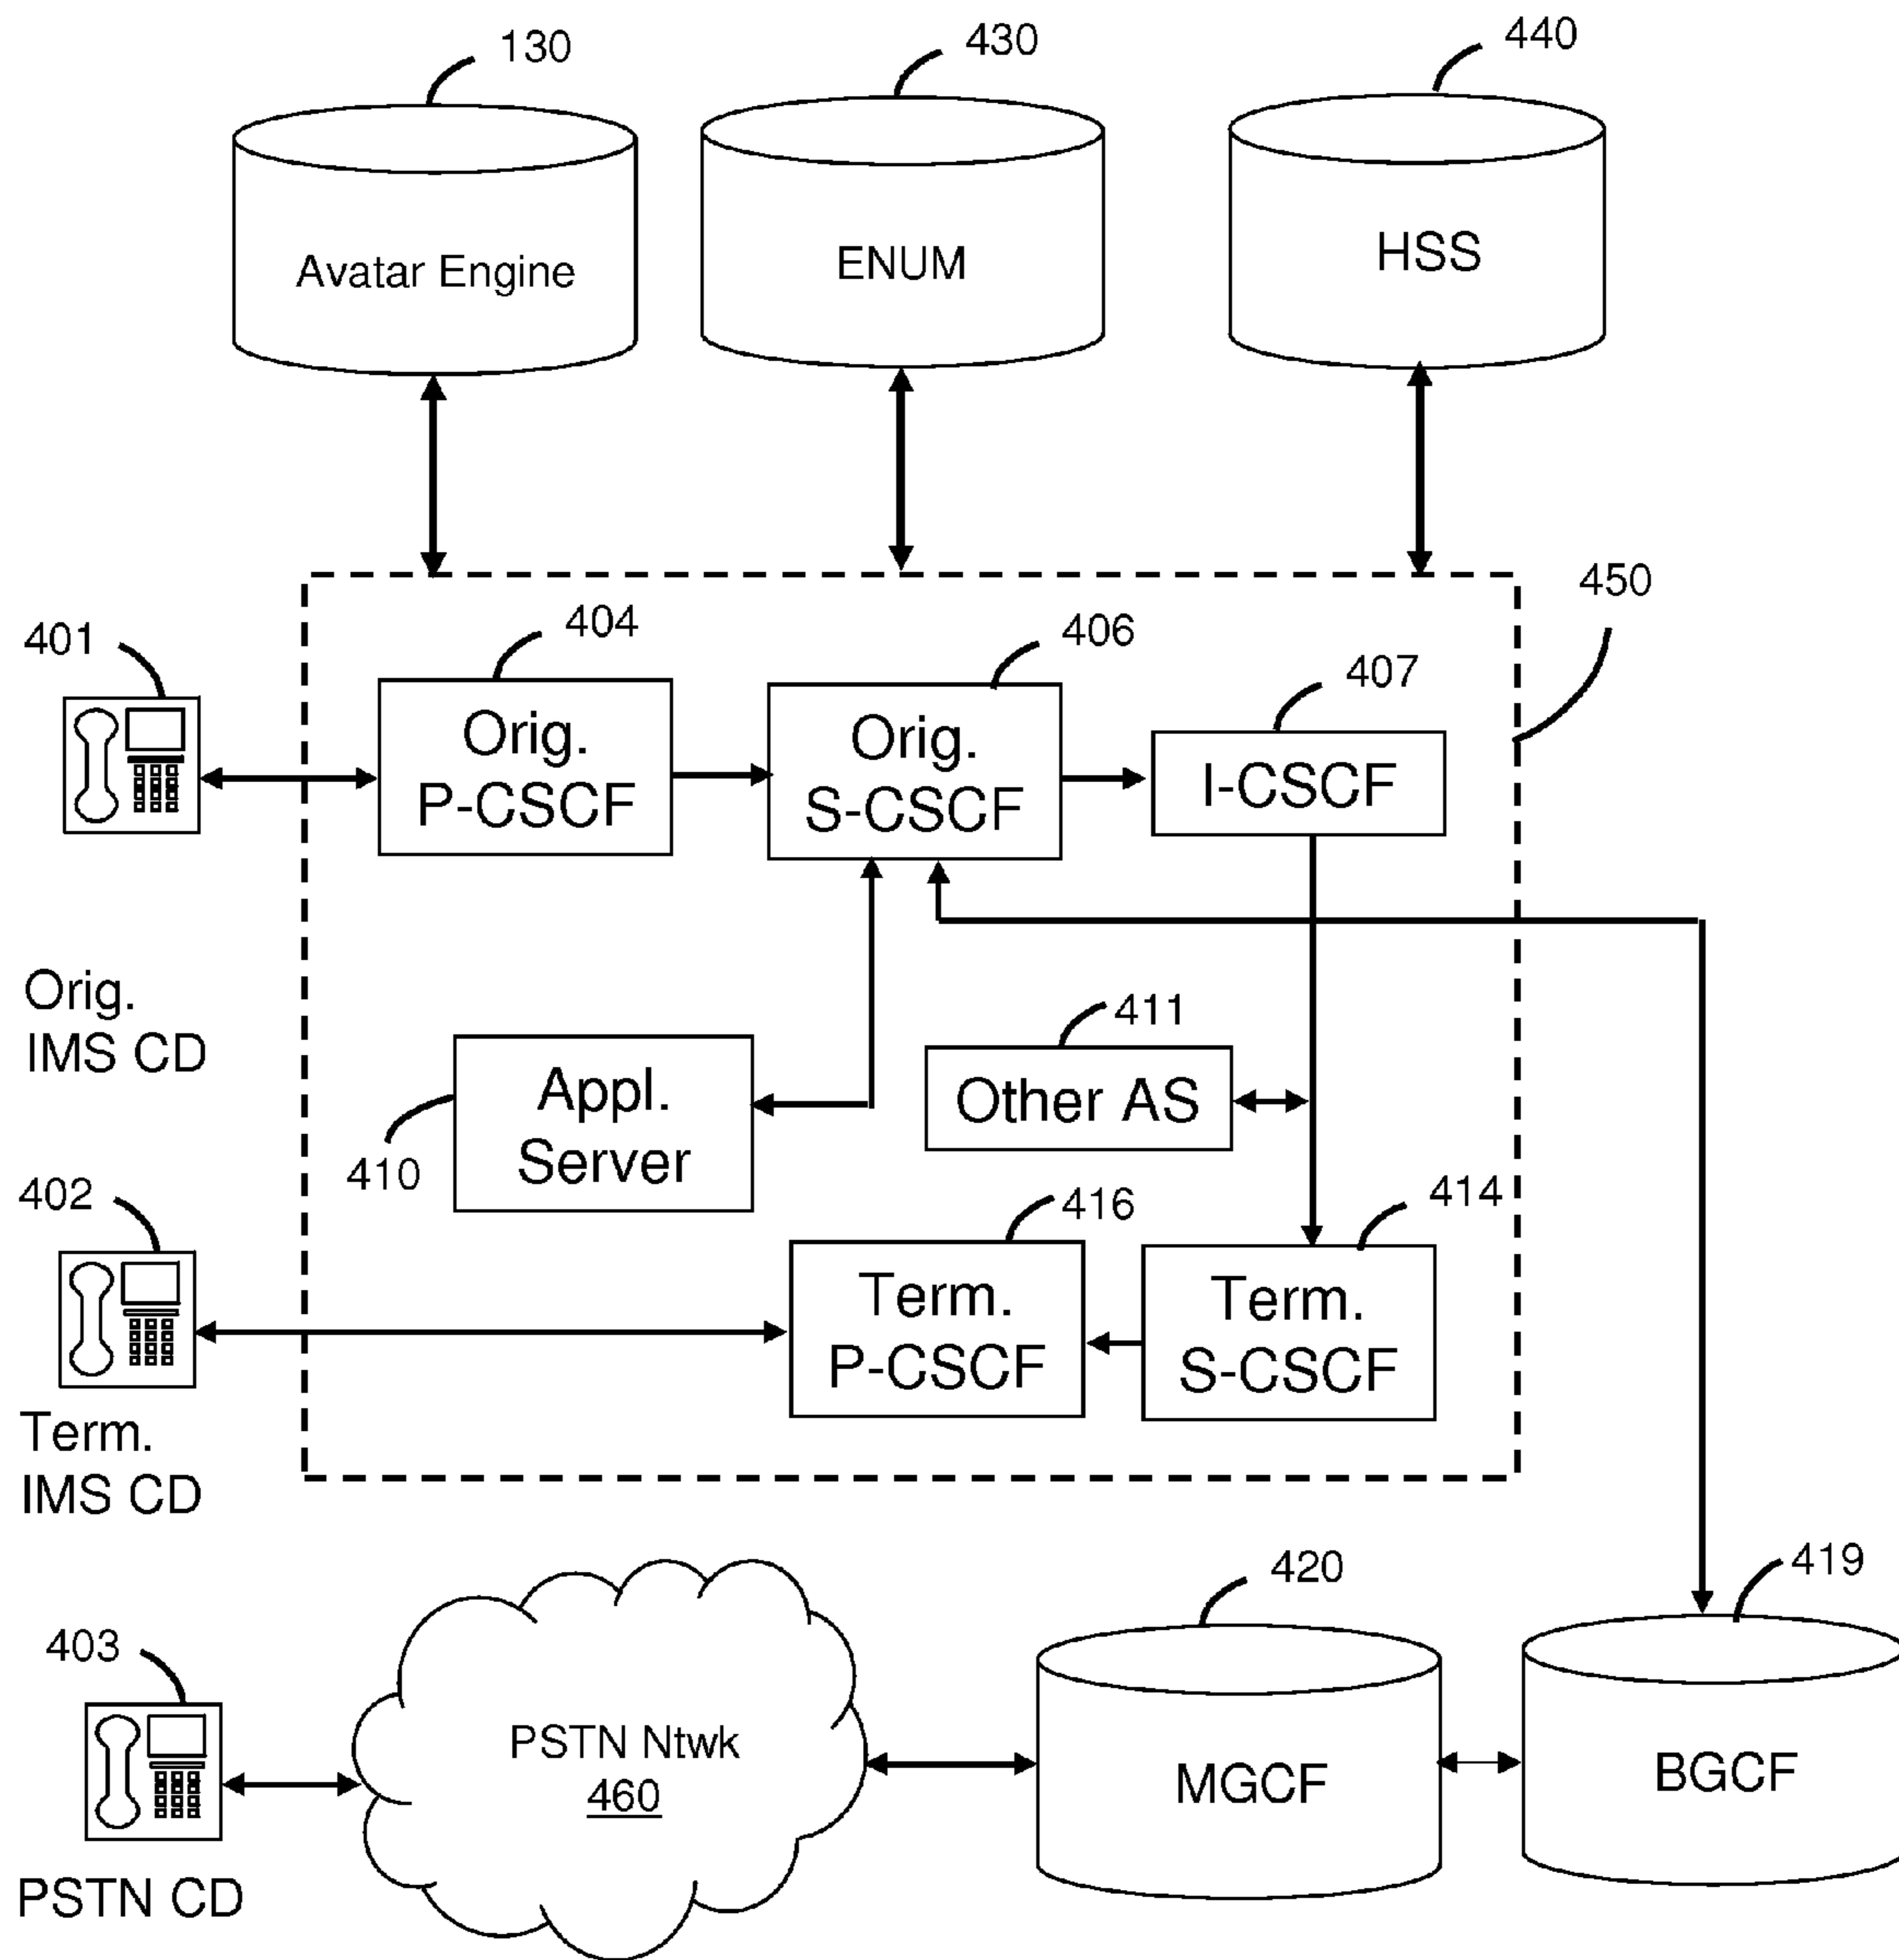 130
430
440
Avatar Engine
ENUM
HSS
450
401
404
406
407
Orig.
P-CSCF
Orig.
S-CSCF
I-CSCF
Orig.
IMS CD
411
Appl.
Server
Other AS
410
402
416
414
Term.
P-CSCF
Term.
S-CSCF
Term.
IMS CD
420
419
403
PSTN Ntwk
460
MGCF
BGCF
PSTN CD